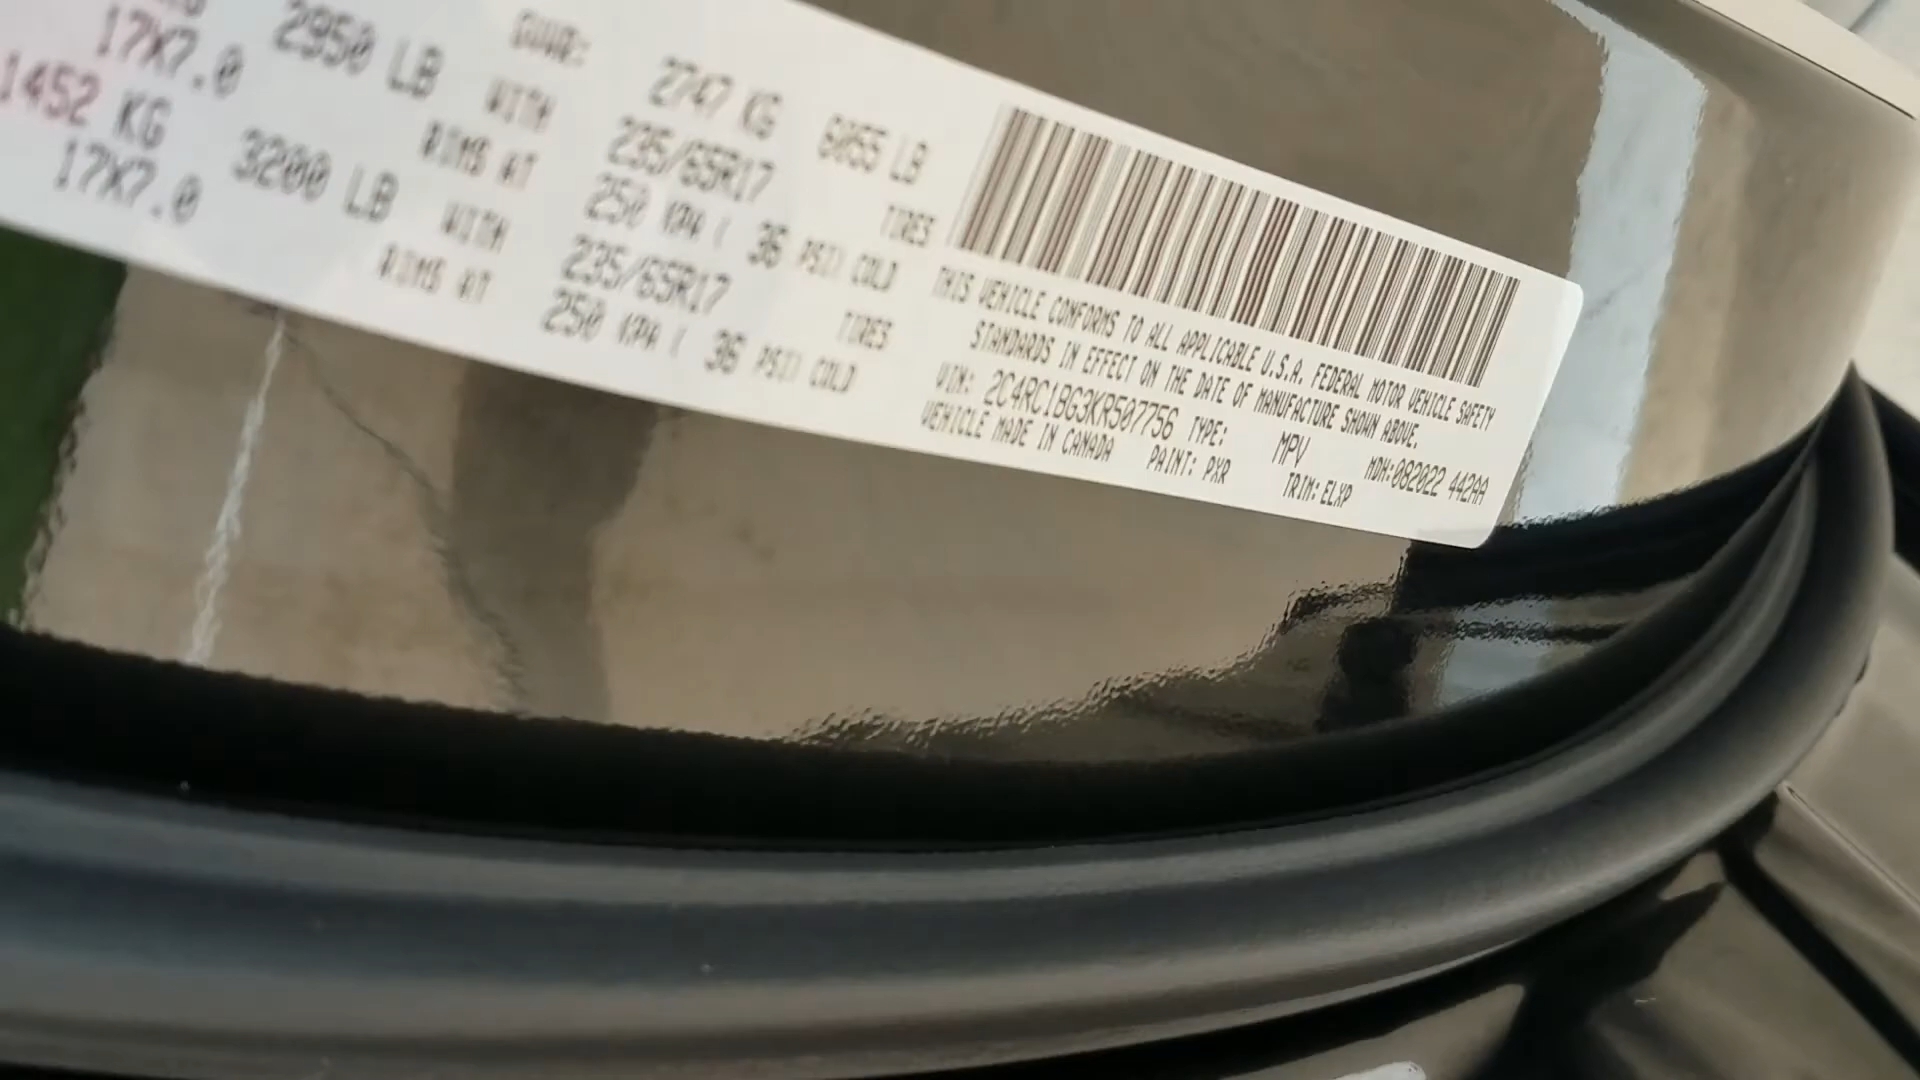 GVWR: 2747 KG 6055 LB
2950 LB WITH 235/65R17 TIRES
17X7.0 RIMS AT 250 KPA ( 36 PSI) COLD
1452 KG 3200 LB WITH 235/65R17 TIRES
17X7.0 RIMS AT 250 KPA ( 36 PSI) COLD
THIS VEHICLE CONFORMS TO ALL APPLICABLE U.S.A. FEDERAL MOTOR VEHICLE SAFETY
STANDARDS IN EFFECT ON THE DATE OF MANUFACTURE SHOWN ABOVE.
VIN: 2C4RC1BG3KR507756 TYPE: MPV MDH:082022 442AA
VEHICLE MADE IN CANADA PAINT: PXR TRIM: ELXP